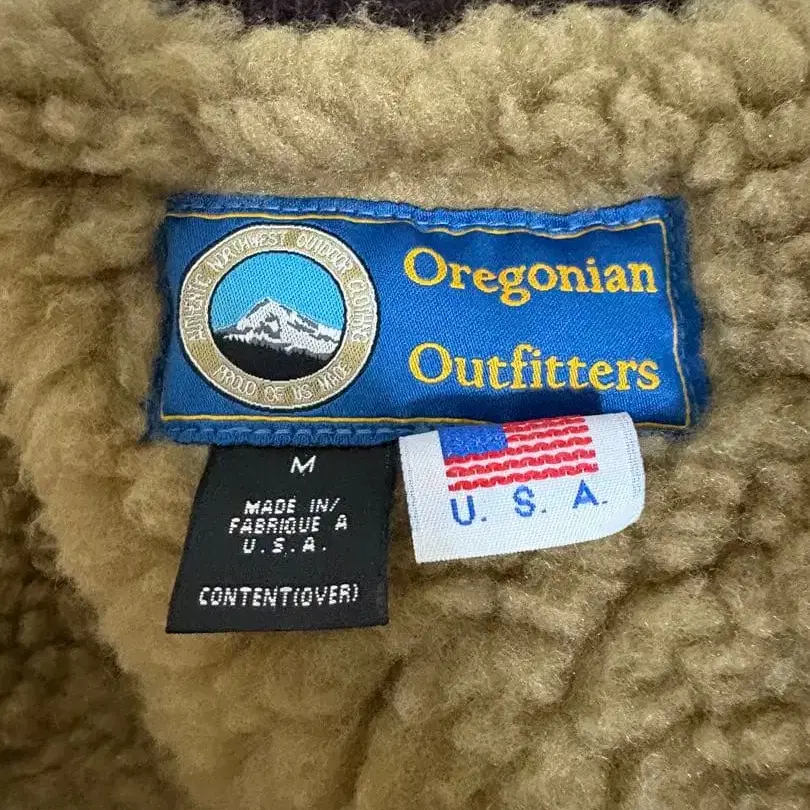 AUTHENTIC NORTHWEST OUTDOOR CLOTHING
PROUD OF US MADE
Oregonian
Outfitters
M
MADE IN/
FABRIQUE A
U.S.A.
CONTENT(OVER)
U. S. A.